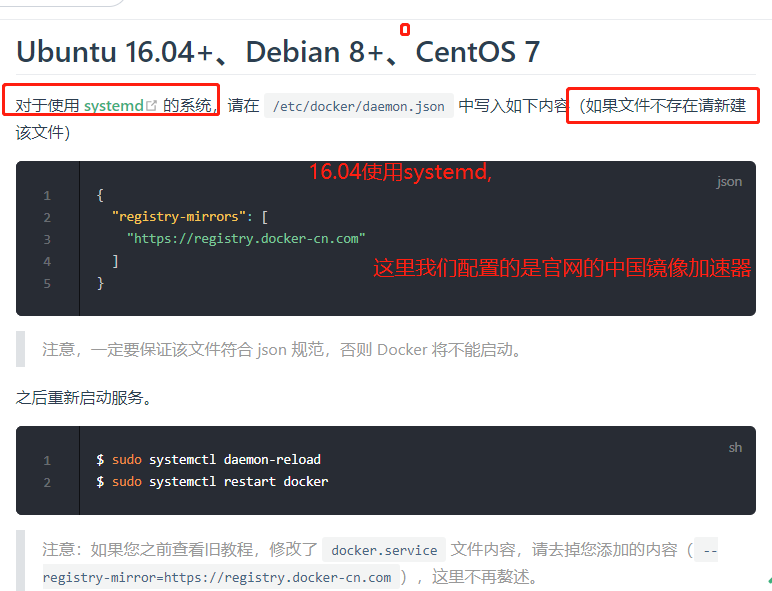 Ubuntu 16.04+、Debian 8+、CentOS 7
对于使用 systemd 的系统，请在 /etc/docker/daemon.json 中写入如下内容（如果文件不存在请新建
该文件）
16.04使用systemd,
json
1 {
2 "registry-mirrors": [
3 "https://registry.docker-cn.com"
4 ]
这里我们配置的是官网的中国镜像加速器
5 }
注意，一定要保证该文件符合 json 规范，否则 Docker 将不能启动。
之后重新启动服务。
sh
1 $ sudo systemctl daemon-reload
2 $ sudo systemctl restart docker
注意：如果您之前查看旧教程，修改了 docker.service 文件内容，请去掉您添加的内容（ --
registry-mirror=https://registry.docker-cn.com ），这里不再赘述。